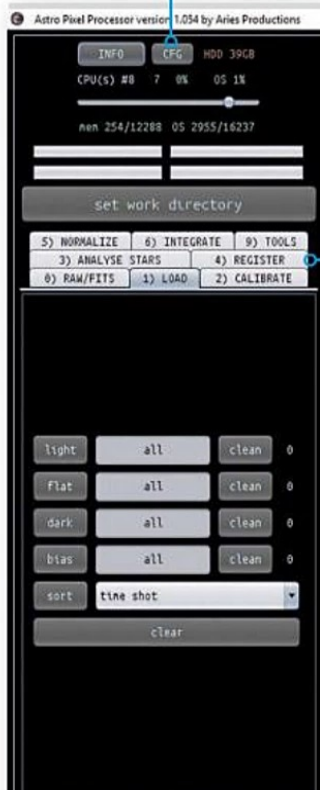 Astro Pixel Processor version 1.054 by Aries Productions
INFO CFG HDD 39GB
CPU(s) #8 7 0% OS 1%
mem 254/12288 OS 2955/16237
set work directory
5) NORMALIZE 6) INTEGRATE 9) TOOLS
3) ANALYSE STARS 4) REGISTER
0) RAW/FITS 1) LOAD 2) CALIBRATE
light all clean 0
flat all clean 0
dark all clean 0
bias all clean 0
sort time shot
clear